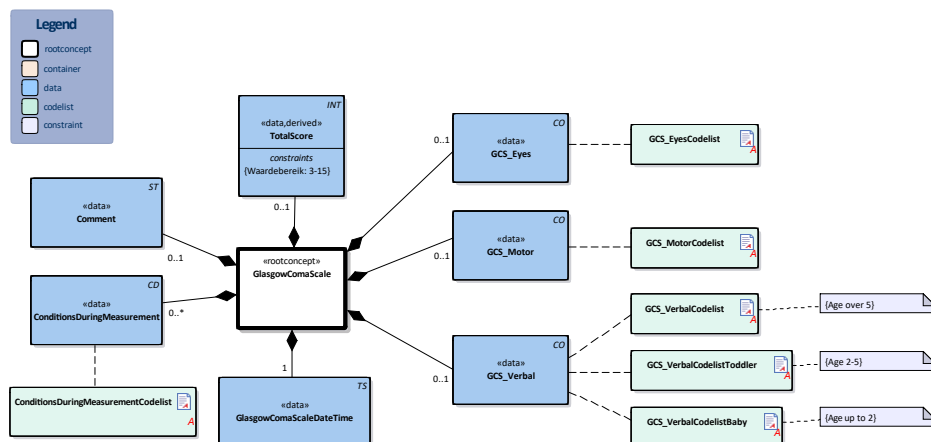 Legend
rootconcept
container
data
codelist
constraint
INT
«data,derived»
TotalScore
constraints
{Waardebereik: 3-15}
0..1
CO
«data»
GCS_Eyes
0..1
GCS_EyesCodelist
A
ST
«data»
Comment
0..1
CO
«data»
GCS_Motor
0..1
GCS_MotorCodelist
A
«rootconcept»
GlasgowComaScale
CD
«data»
ConditionsDuringMeasurement
0..*
GCS_VerbalCodelist
A
{Age over 5}
CO
«data»
GCS_Verbal
0..1
GCS_VerbalCodelistToddler
A
{Age 2-5}
1
TS
«data»
GlasgowComaScaleDateTime
ConditionsDuringMeasurementCodelist
A
GCS_VerbalCodelistBaby
A
{Age up to 2}